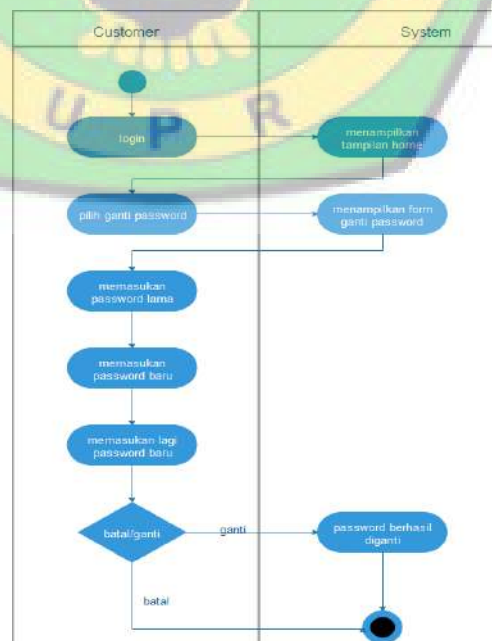 Customer
System
U P R
login
menampilkan
tampilan home
pilih ganti password
menampilkan form
ganti password
memasukan
password lama
memasukan
password baru
memasukan lagi
password baru
batal/ganti
ganti
password berhasil
diganti
batal